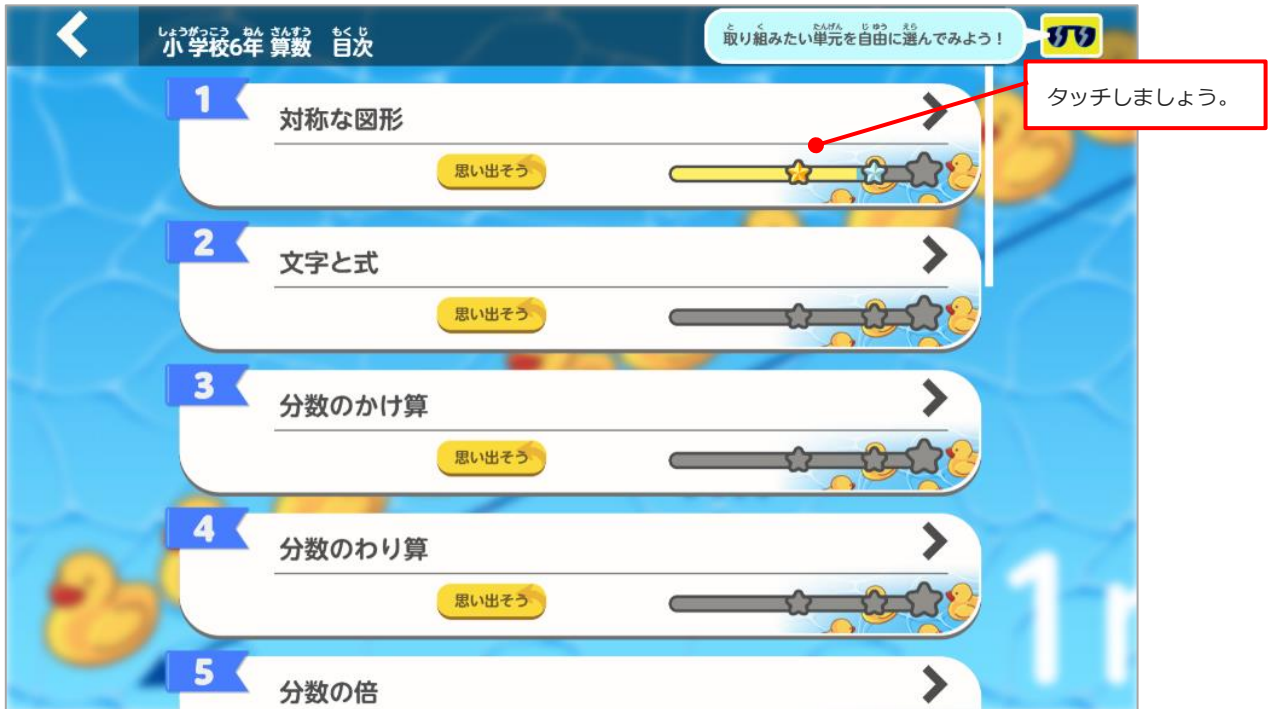 しょうがっこう ねん さんすう もくじ
小学校6年 算数 目次
と く たんげん じゆう えら
取り組みたい単元を自由に選んでみよう!
タッチしましょう。
1
対称な図形
思い出そう
2
文字と式
思い出そう
3
分数のかけ算
思い出そう
4
分数のわり算
思い出そう
5
分数の倍